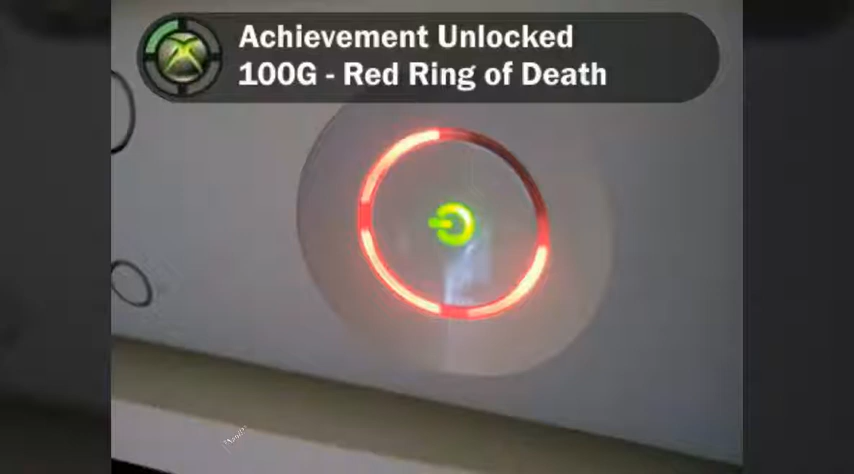 Achievement Unlocked
100G - Red Ring of Death